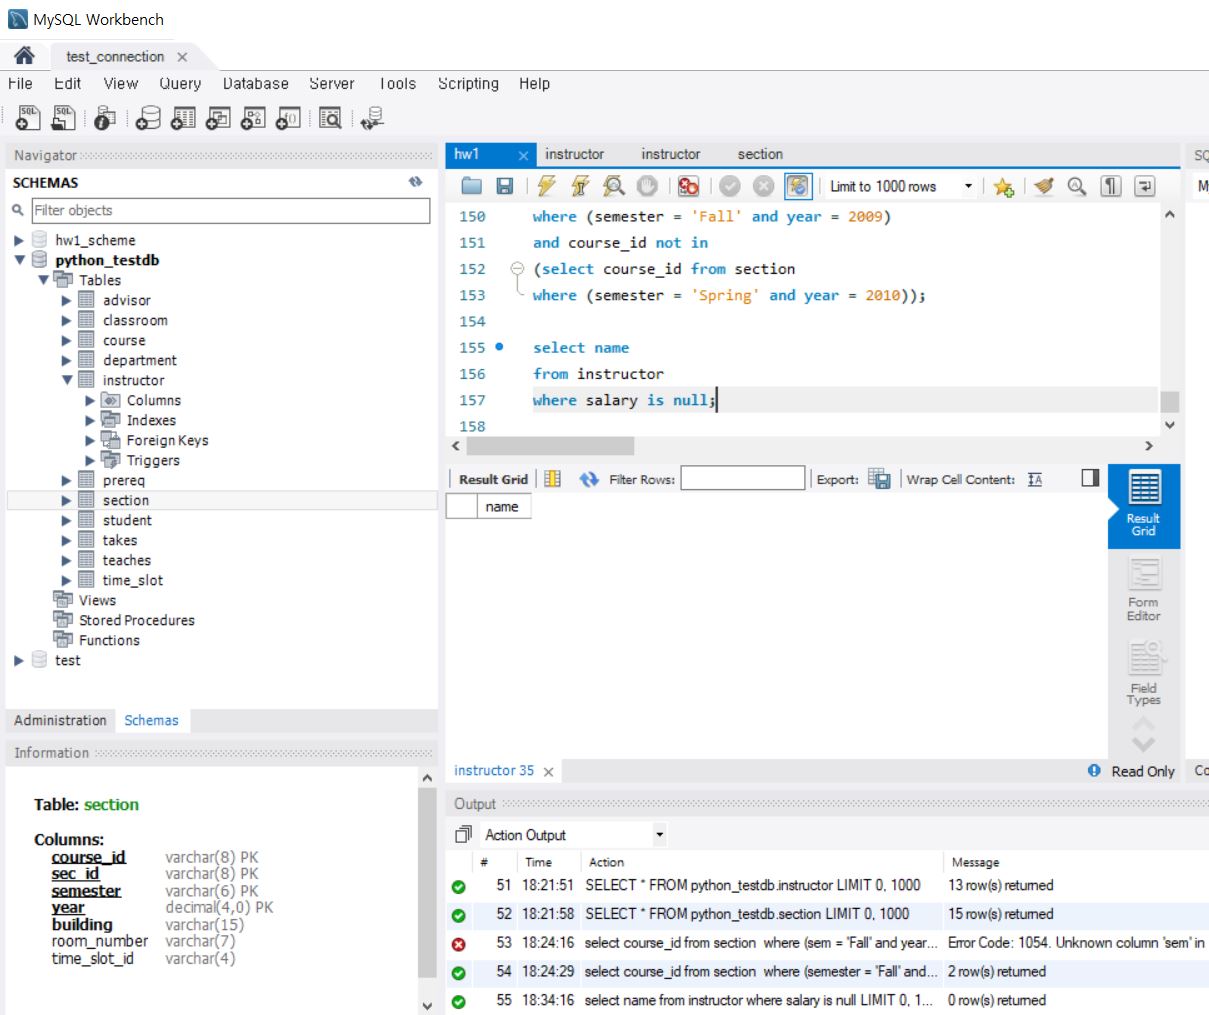 MySQL Workbench
test_connection
File Edit View Query Database Server Tools Scripting Help
Navigator
SCHEMAS
Filter objects
hw1_scheme
python_testdb
Tables
advisor
classroom
course
department
instructor
Columns
Indexes
Foreign Keys
Triggers
prereq
section
student
takes
teaches
time_slot
Views
Stored Procedures
Functions
test
Administration Schemas
Information
Table: section
Columns:
course_id varchar(8) PK
sec_id varchar(8) PK
semester varchar(6) PK
year decimal(4,0) PK
building varchar(15)
room_number varchar(7)
time_slot_id varchar(4)
hw1 instructor instructor section
Limit to 1000 rows
150 where (semester = 'Fall' and year = 2009)
151 and course_id not in
152 (select course_id from section
153 where (semester = 'Spring' and year = 2010));
154
155 select name
156 from instructor
157 where salary is null;
158
Result Grid Filter Rows: Export: Wrap Cell Content:
name
Result
Grid
Form
Editor
Field
Types
instructor 35 Read Only
Output
Action Output
# Time Action Message
51 18:21:51 SELECT * FROM python_testdb.instructor LIMIT 0, 1000 13 row(s) returned
52 18:21:58 SELECT * FROM python_testdb.section LIMIT 0, 1000 15 row(s) returned
53 18:24:16 select course_id from section where (sem = 'Fall' and year... Error Code: 1054. Unknown column 'sem' in
54 18:24:29 select course_id from section where (semester = 'Fall' and... 2 row(s) returned
55 18:34:16 select name from instructor where salary is null LIMIT 0, 1... 0 row(s) returned